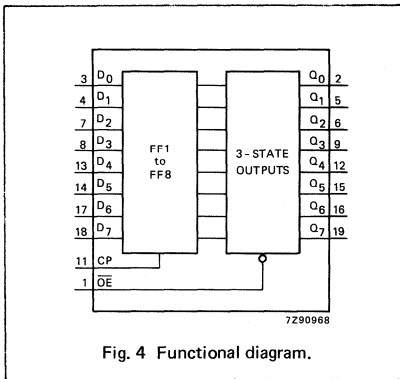 3 D0 Q0 2
4 D1 Q1 5
7 D2 Q2 6
8 D3 FF1 Q3 9
to 3-STATE
13 D4 FF8 OUTPUTS Q4 12
14 D5 Q5 15
17 D6 Q6 16
18 D7 Q7 19
11 CP
1 O̅E̅
7Z90968
Fig. 4 Functional diagram.